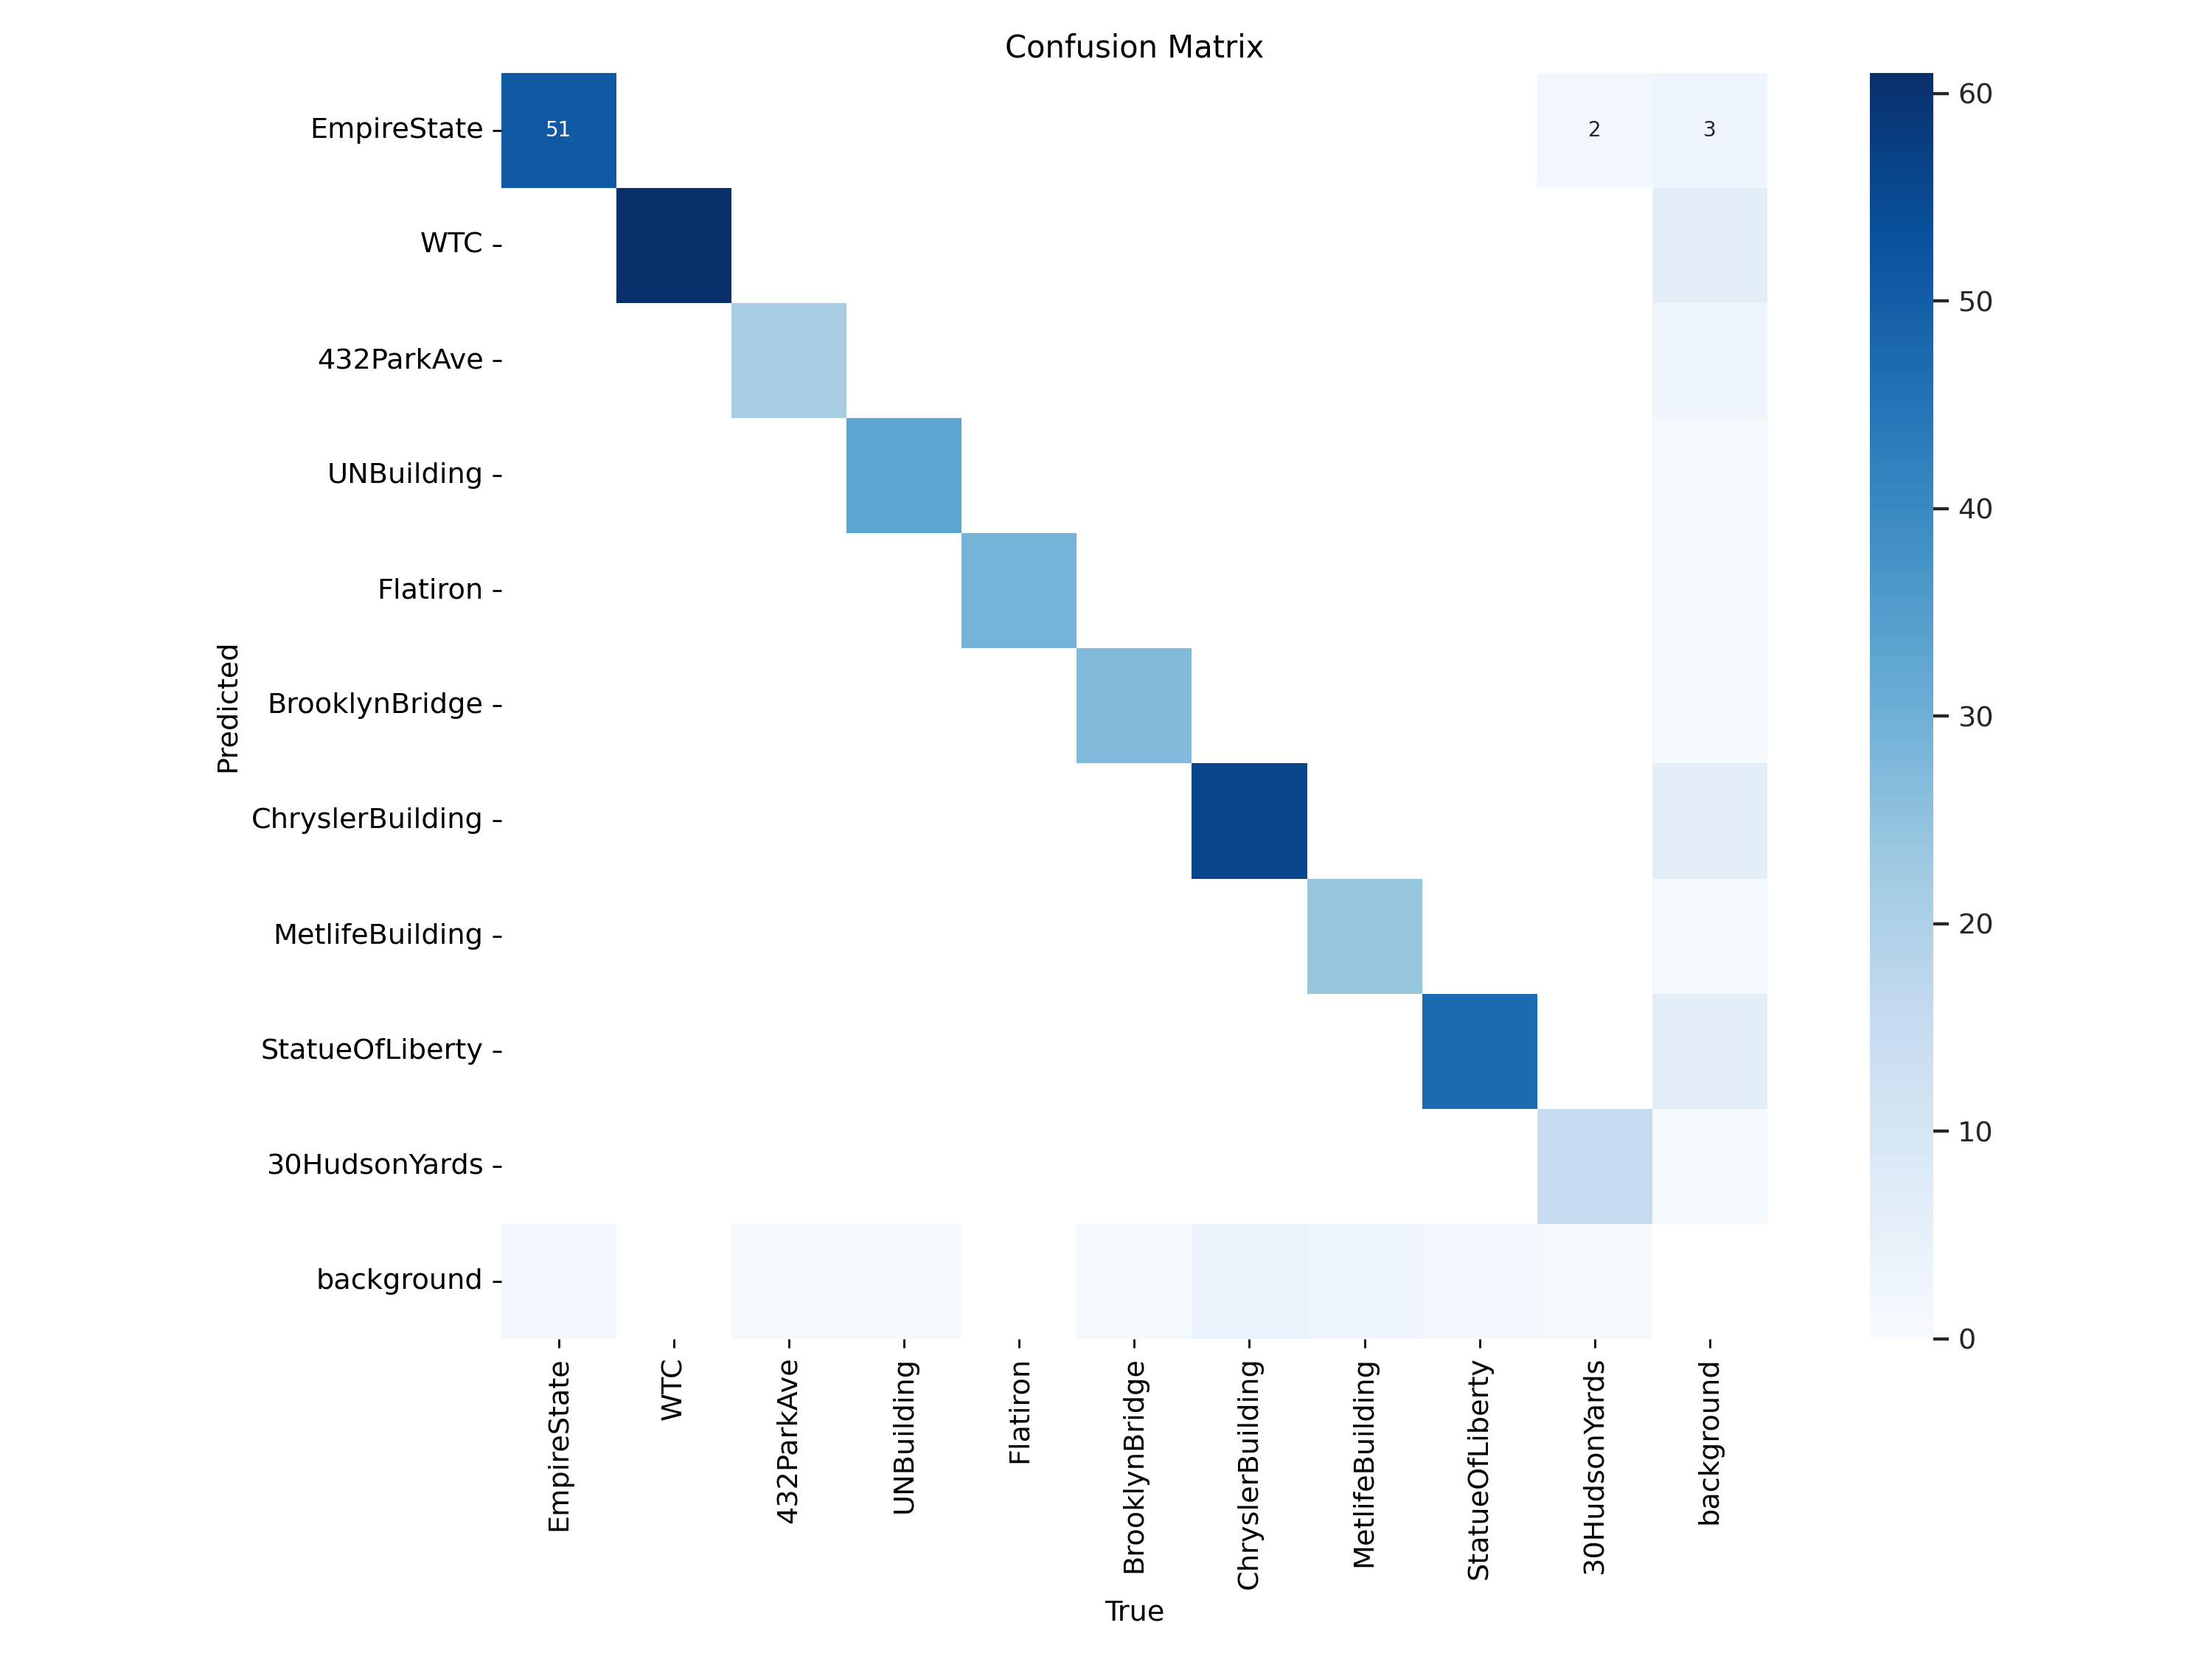 Confusion Matrix
EmpireState
51
2
3
WTC
432ParkAve
UNBuilding
Flatiron
BrooklynBridge
ChryslerBuilding
MetlifeBuilding
StatueOfLiberty
30HudsonYards
background
Predicted
EmpireState
WTC
432ParkAve
UNBuilding
Flatiron
BrooklynBridge
ChryslerBuilding
MetlifeBuilding
StatueOfLiberty
30HudsonYards
background
True
60
50
40
30
20
10
0